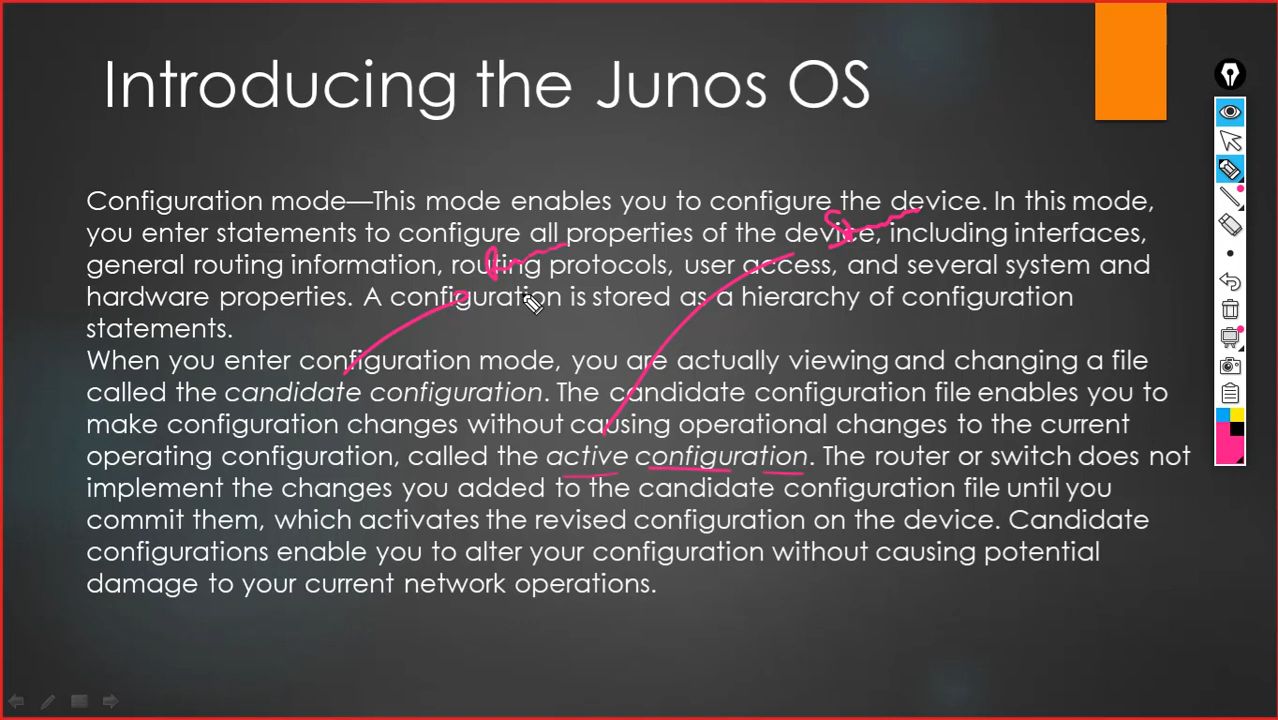 Introducing the Junos OS
Configuration mode—This mode enables you to configure the device. In this mode,
you enter statements to configure all properties of the device, including interfaces,
general routing information, routing protocols, user access, and several system and
hardware properties. A configuration is stored as a hierarchy of configuration
statements.
When you enter configuration mode, you are actually viewing and changing a file
called the candidate configuration. The candidate configuration file enables you to
make configuration changes without causing operational changes to the current
operating configuration, called the active configuration. The router or switch does not
implement the changes you added to the candidate configuration file until you
commit them, which activates the revised configuration on the device. Candidate
configurations enable you to alter your configuration without causing potential
damage to your current network operations.